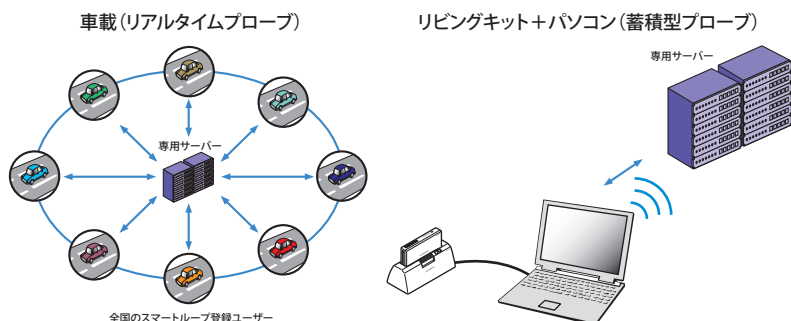 車載（リアルタイムプローブ）
専用サーバー
全国のスマートループ登録ユーザー
リビングキット＋パソコン（蓄積型プローブ）
専用サーバー